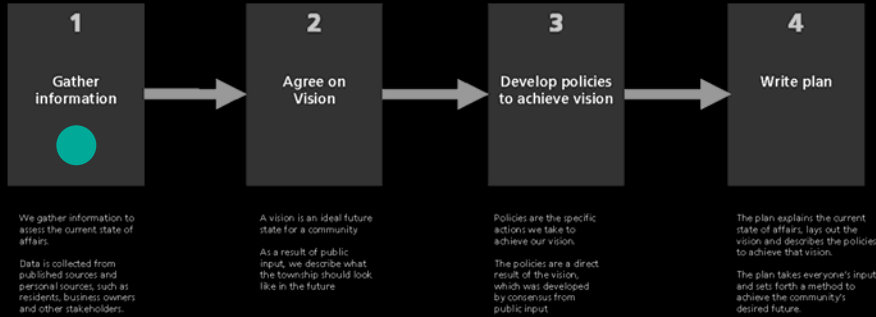 1
Gather
information
We gather information to
assess the current state of
affairs.
Data is collected from
published sources and
personal sources, such as
residents, business owners
and other stakeholders.
2
Agree on
Vision
A vision is an ideal future
state for a community
As a result of public
input, we describe what
the township should look
like in the future
3
Develop policies
to achieve vision
Policies are the specific
actions we take to
achieve our vision.
The policies are a direct
result of the vision,
which was developed
by consensus from
public input
4
Write plan
The plan explains the current
state of affairs, lays out the
vision and describes the policies
to achieve that vision.
The plan takes everyone's input
and sets forth a method to
achieve the community's
desired future.